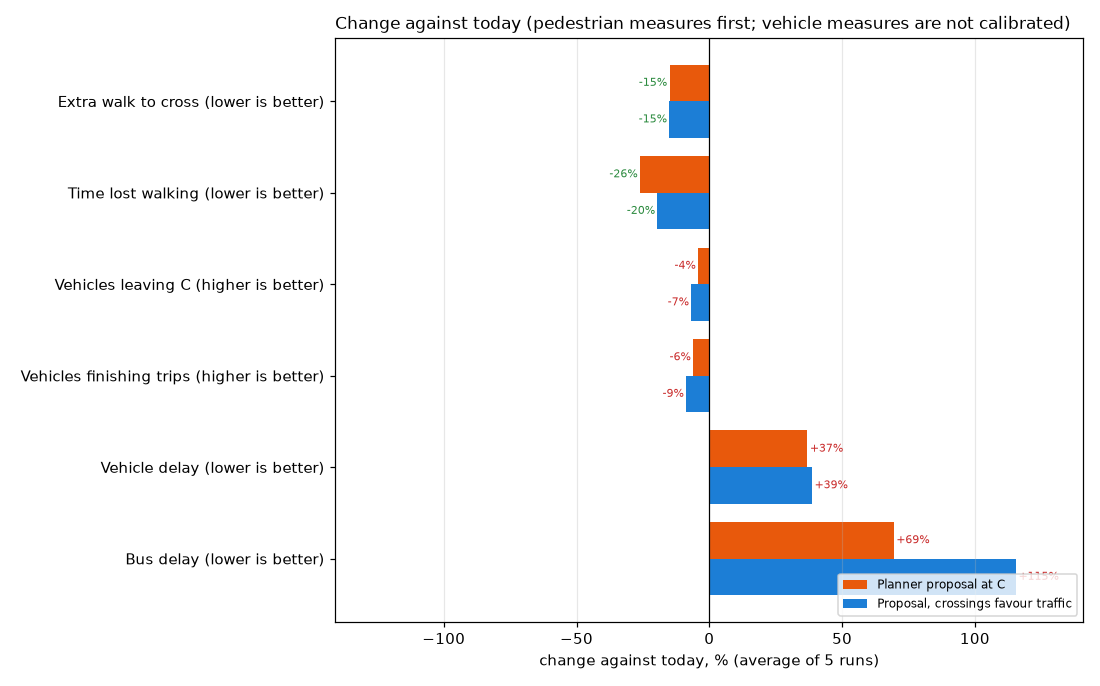 Change against today (pedestrian measures first; vehicle measures are not calibrated)
Extra walk to cross (lower is better)
-15%
-15%
Time lost walking (lower is better)
-26%
-20%
Vehicles leaving C (higher is better)
-4%
-7%
Vehicles finishing trips (higher is better)
-6%
-9%
Vehicle delay (lower is better)
+37%
+39%
Bus delay (lower is better)
+69%
+115%
Planner proposal at C
Proposal, crossings favour traffic
−100 −50 0 50 100
change against today, % (average of 5 runs)